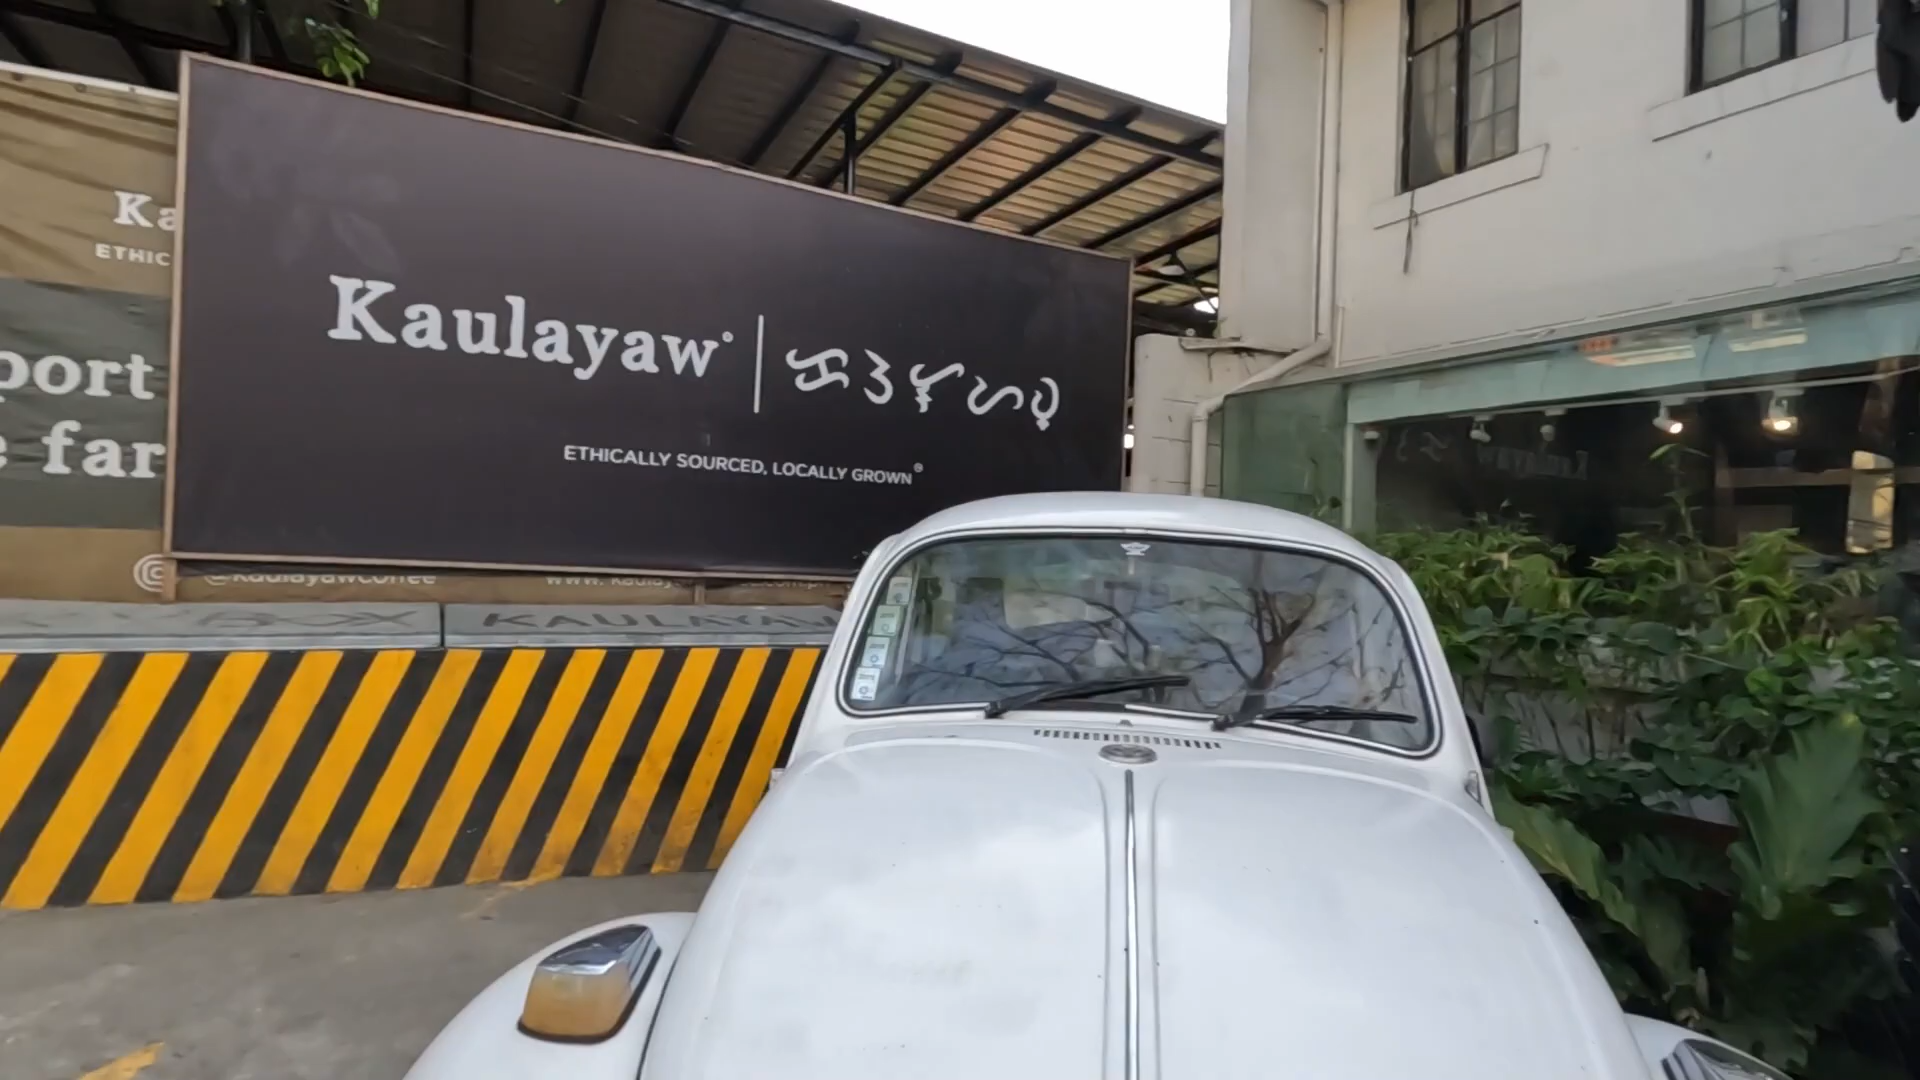 Kaulayaw° | ᜃᜂᜎᜌᜏ᜔
ETHICALLY SOURCED, LOCALLY GROWN®
@kaulayawcoffee
KAULAYAW